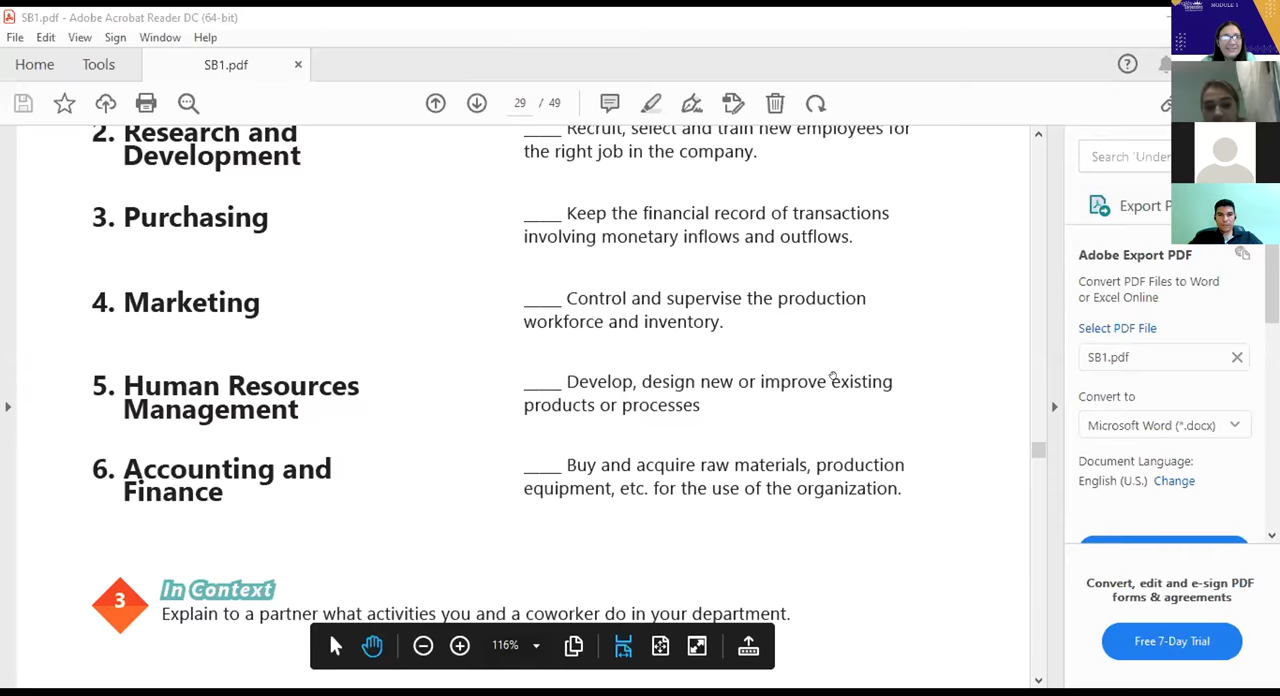 SB1.pdf - Adobe Acrobat Reader DC (64-bit)
MODULE 1
File Edit View Sign Window Help
Home Tools SB1.pdf ×
29 / 49
2. Research and
Development
_____ Recruit, select and train new employees for
the right job in the company.
3. Purchasing
_____ Keep the financial record of transactions
involving monetary inflows and outflows.
4. Marketing
_____ Control and supervise the production
workforce and inventory.
5. Human Resources
Management
_____ Develop, design new or improve existing
products or processes
6. Accounting and
Finance
_____ Buy and acquire raw materials, production
equipment, etc. for the use of the organization.
3
In Context
Explain to a partner what activities you and a coworker do in your department.
116%
Search 'Under
Export P
Adobe Export PDF
Convert PDF Files to Word
or Excel Online
Select PDF File
SB1.pdf
Convert to
Microsoft Word (*.docx)
Document Language:
English (U.S.) Change
Convert, edit and e-sign PDF
forms & agreements
Free 7-Day Trial